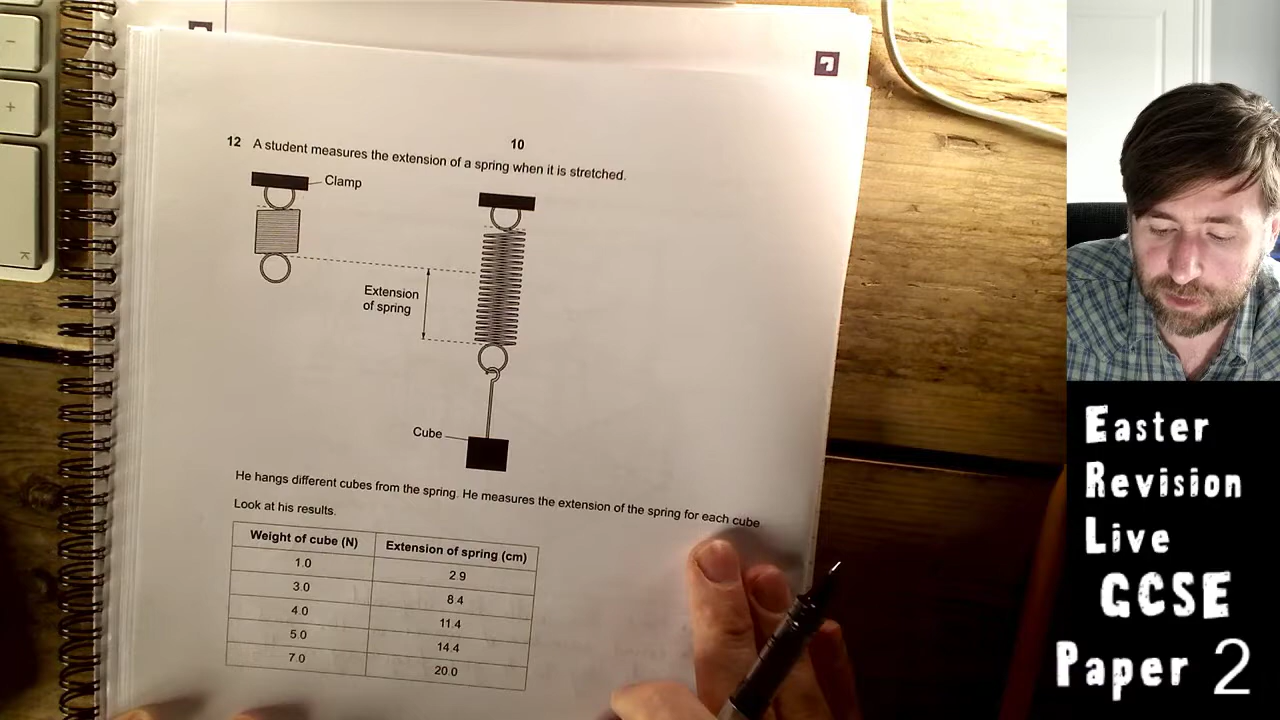 10
12 A student measures the extension of a spring when it is stretched.
Clamp
Extension
of spring
Cube
He hangs different cubes from the spring. He measures the extension of the spring for each cube
Look at his results.
Weight of cube (N) Extension of spring (cm)
1.0 2.9
3.0 8.4
4.0 11.4
5.0 14.4
7.0 20.0
Easter
Revision
Live
GCSE
Paper 2